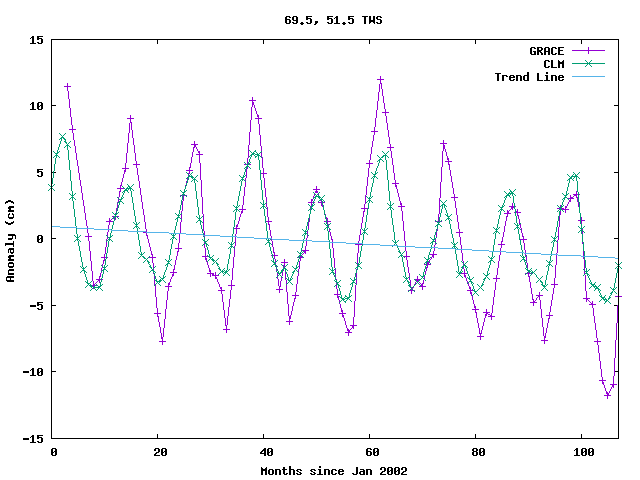 69.5, 51.5 TWS
GRACE
CLM
Trend Line
Anomaly (cm)
15
10
5
0
-5
-10
-15
0 20 40 60 80 100
Months since Jan 2002